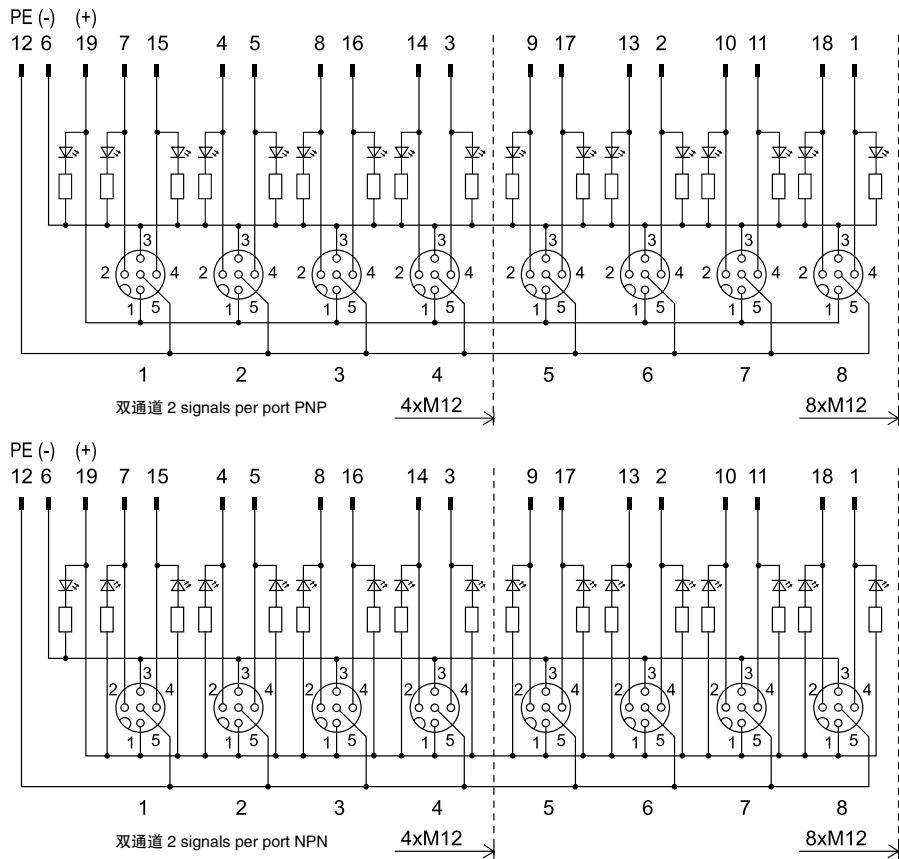 PE (-) (+)
12 6 19 7 15 4 5 8 16 14 3 9 17 13 2 10 11 18 1
3 3 3 3 3 3 3 3
2 4 2 4 2 4 2 4 2 4 2 4 2 4 2 4
1 5 1 5 1 5 1 5 1 5 1 5 1 5 1 5
1 2 3 4 5 6 7 8
双通道 2 signals per port PNP 4xM12 8xM12
PE (-) (+)
12 6 19 7 15 4 5 8 16 14 3 9 17 13 2 10 11 18 1
3 3 3 3 3 3 3 3
2 4 2 4 2 4 2 4 2 4 2 4 2 4 2 4
1 5 1 5 1 5 1 5 1 5 1 5 1 5 1 5
1 2 3 4 5 6 7 8
双通道 2 signals per port NPN 4xM12 8xM12